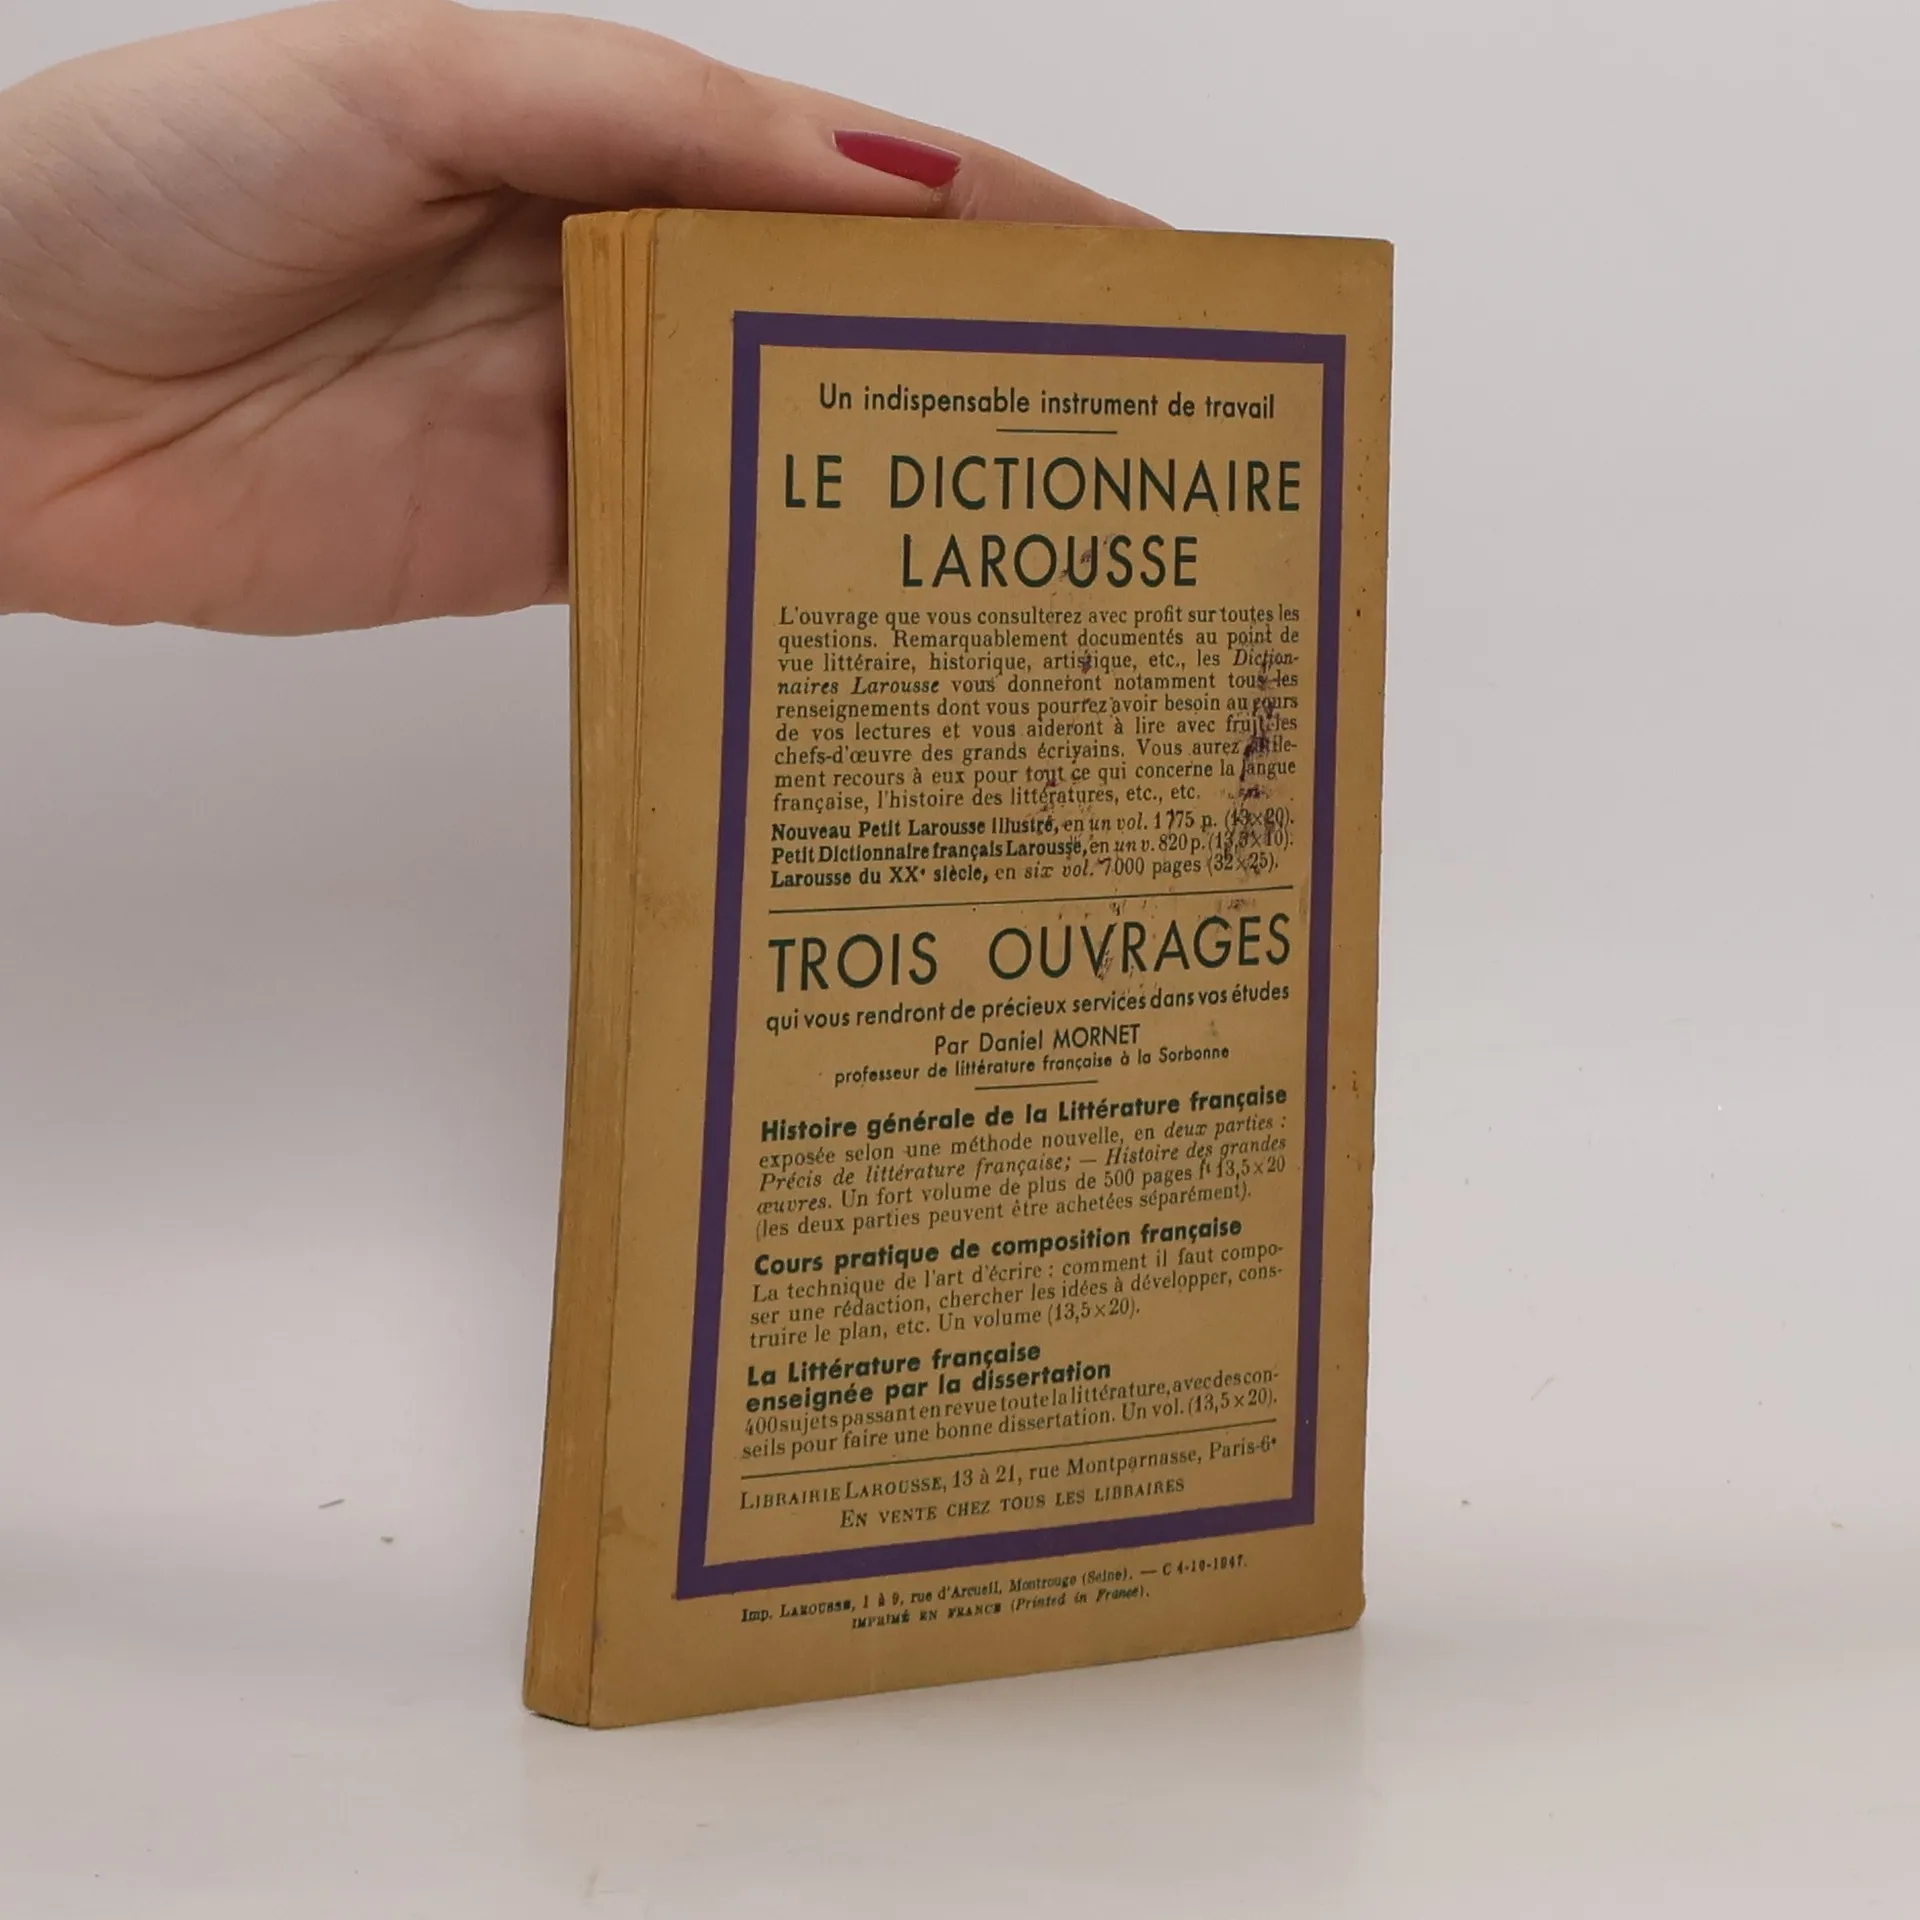 Un indispensable instrument de travail
LE DICTIONNAIRE
LAROUSSE
L'ouvrage que vous consulterez avec profit sur toutes les
questions. Remarquablement documentés au point de
vue littéraire, historique, artistique, etc., les Diction-
naires Larousse vous donneront notamment tous les
renseignements dont vous pourrez avoir besoin au cours
de vos lectures et vous aideront à lire avec fruit les
chefs-d'œuvre des grands écrivains. Vous aurez utile-
ment recours à eux pour tout ce qui concerne la langue
française, l'histoire des littératures, etc., etc.
Nouveau Petit Larousse Illustré, en un vol. 1775 p. (13×20).
Petit Dictionnaire français Larousse, en un v. 820 p. (13,5×10).
Larousse du XXe siècle, en six vol. 7000 pages (32×25).
TROIS OUVRAGES
qui vous rendront de précieux services dans vos études
Par Daniel MORNET
professeur de littérature française à la Sorbonne
Histoire générale de la Littérature française
exposée selon une méthode nouvelle, en deux parties :
Précis de littérature française; — Histoire des grandes
œuvres. Un fort volume de plus de 500 pages ft 13,5×20
(les deux parties peuvent être achetées séparément).
Cours pratique de composition française
La technique de l'art d'écrire : comment il faut compo-
ser une rédaction, chercher les idées à développer, cons-
truire le plan, etc. Un volume (13,5×20).
La Littérature française
enseignée par la dissertation
400 sujets passant en revue toute la littérature, avec des con-
seils pour faire une bonne dissertation. Un vol. (13,5×20).
LIBRAIRIE LAROUSSE, 13 à 21, rue Montparnasse, Paris-6e
EN VENTE CHEZ TOUS LES LIBRAIRES
Imp. LAROUSSE, 1 à 9, rue d'Arcueil, Montrouge (Seine). — C 4-10-1947.
IMPRIMÉ EN FRANCE (Printed in France).